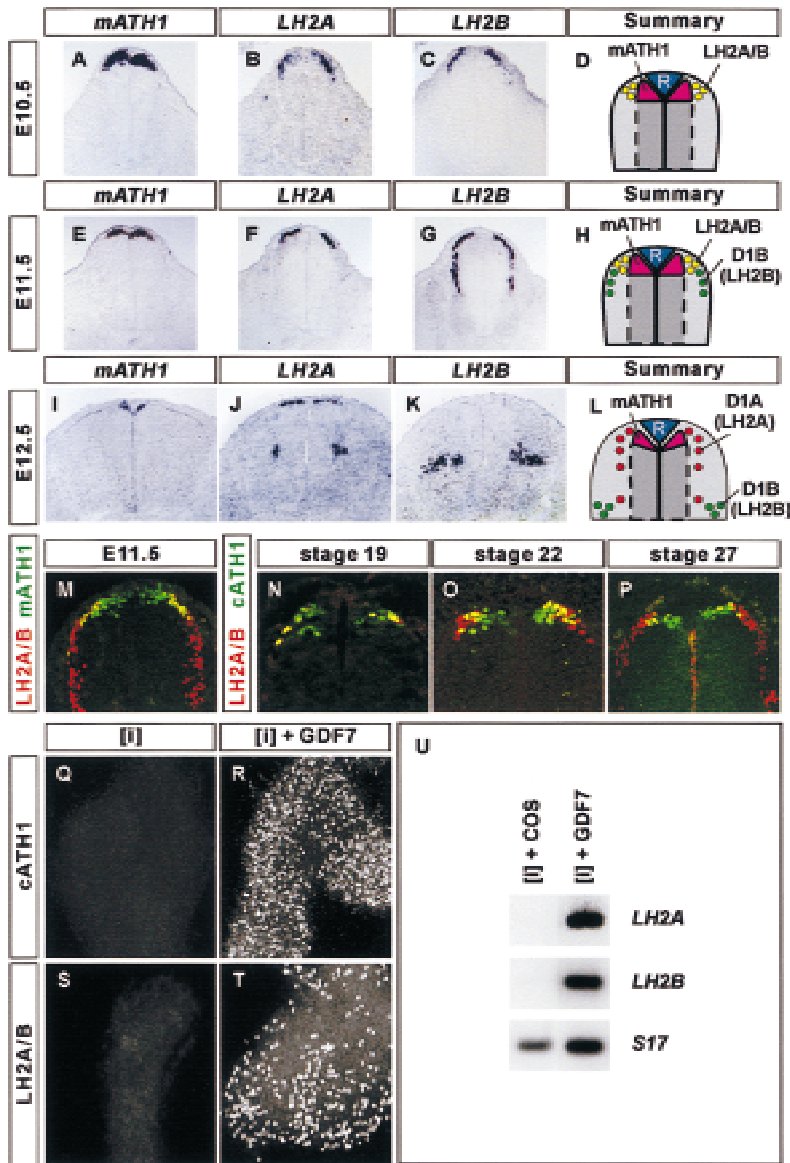 mATH1 LH2A LH2B Summary
E10.5
A B C D mATH1 LH2A/B
R
mATH1 LH2A LH2B Summary
E11.5
E F G H mATH1 LH2A/B
R
D1B
(LH2B)
mATH1 LH2A LH2B Summary
E12.5
I J K L mATH1 D1A
(LH2A)
R
D1B
(LH2B)
LH2A/B mATH1
E11.5
LH2A/B cATH1
stage 19 stage 22 stage 27
M N O P
[i] [i] + GDF7
cATH1
Q R
LH2A/B
S T
U
[i] + COS
[i] + GDF7
LH2A
LH2B
S17